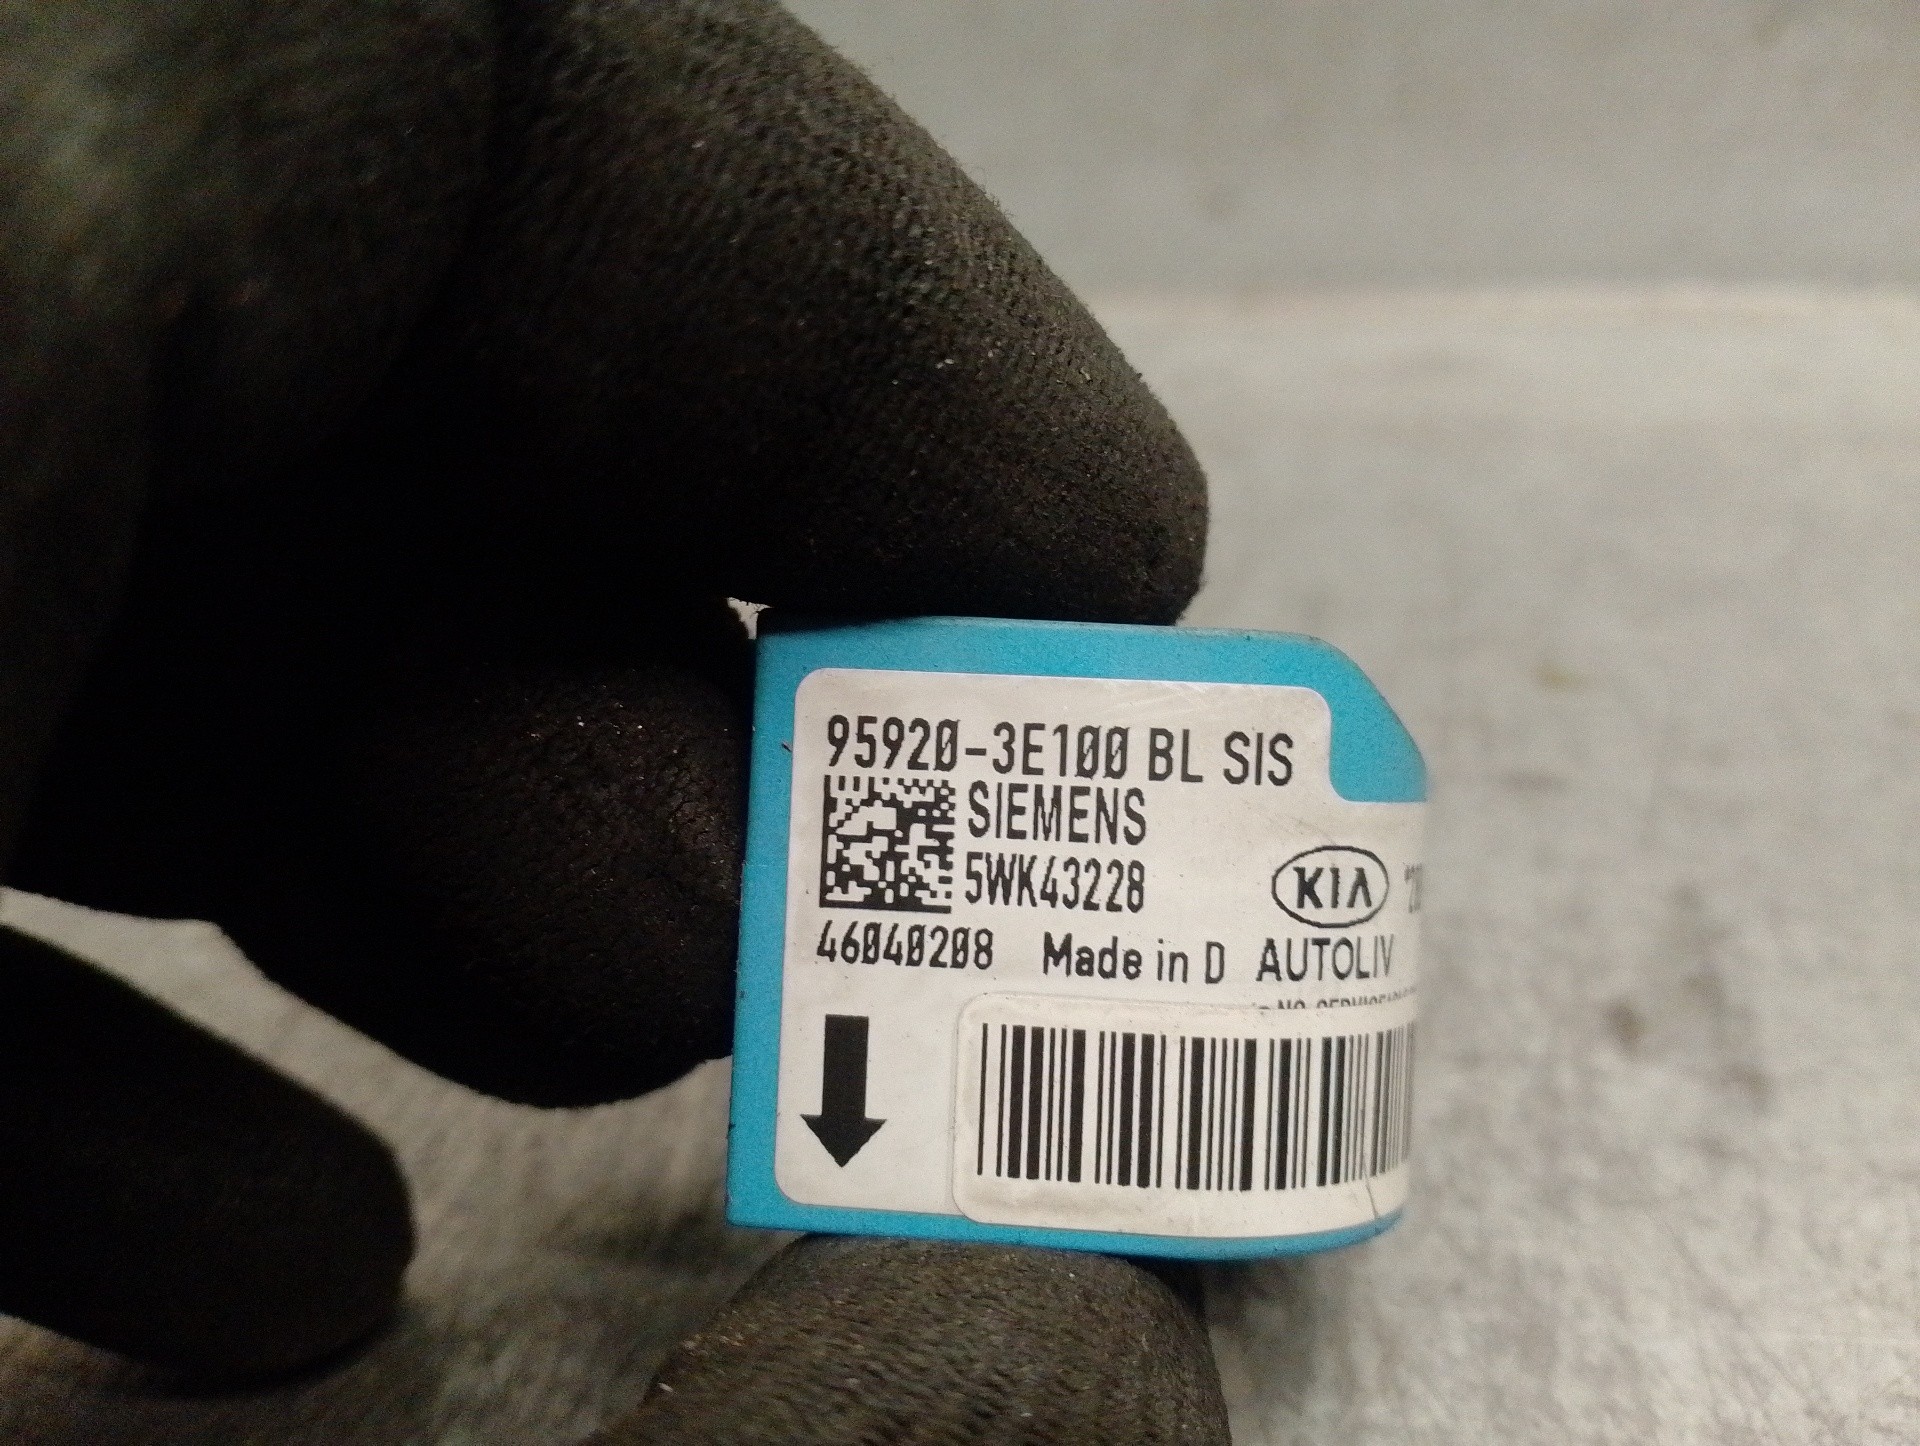 95920-3E100 BL SIS
SIEMENS
5WK43228
KIA
46040208 Made in D AUTOLIV